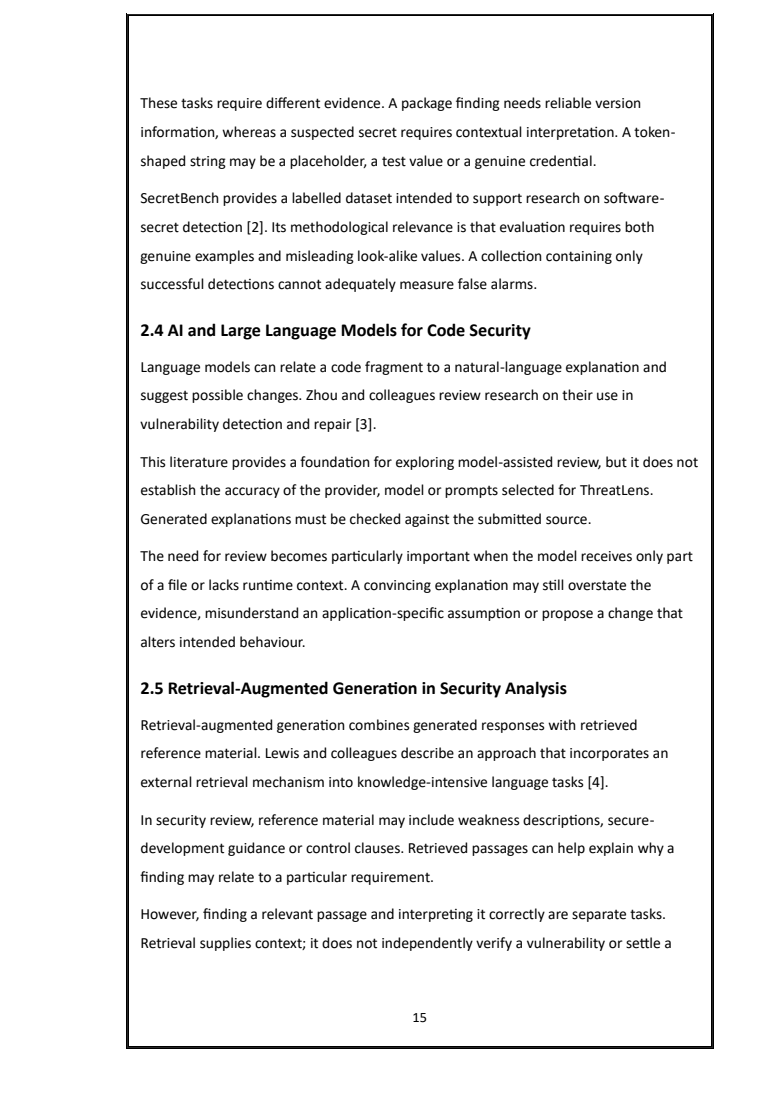 These tasks require different evidence. A package finding needs reliable version
information, whereas a suspected secret requires contextual interpretation. A token-
shaped string may be a placeholder, a test value or a genuine credential.
SecretBench provides a labelled dataset intended to support research on software-
secret detection [2]. Its methodological relevance is that evaluation requires both
genuine examples and misleading look-alike values. A collection containing only
successful detections cannot adequately measure false alarms.
2.4 AI and Large Language Models for Code Security
Language models can relate a code fragment to a natural-language explanation and
suggest possible changes. Zhou and colleagues review research on their use in
vulnerability detection and repair [3].
This literature provides a foundation for exploring model-assisted review, but it does not
establish the accuracy of the provider, model or prompts selected for ThreatLens.
Generated explanations must be checked against the submitted source.
The need for review becomes particularly important when the model receives only part
of a file or lacks runtime context. A convincing explanation may still overstate the
evidence, misunderstand an application-specific assumption or propose a change that
alters intended behaviour.
2.5 Retrieval-Augmented Generation in Security Analysis
Retrieval-augmented generation combines generated responses with retrieved
reference material. Lewis and colleagues describe an approach that incorporates an
external retrieval mechanism into knowledge-intensive language tasks [4].
In security review, reference material may include weakness descriptions, secure-
development guidance or control clauses. Retrieved passages can help explain why a
finding may relate to a particular requirement.
However, finding a relevant passage and interpreting it correctly are separate tasks.
Retrieval supplies context; it does not independently verify a vulnerability or settle a
15